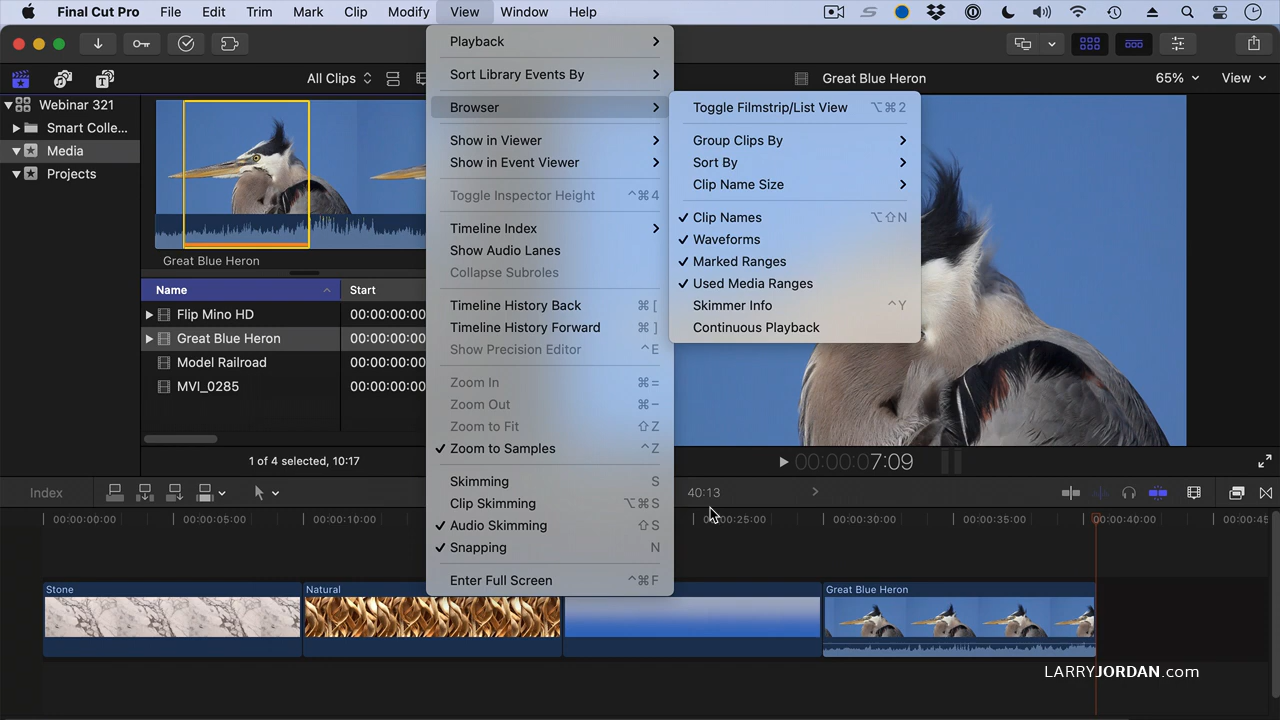 Final Cut Pro File Edit Trim Mark Clip Modify View Window Help
All Clips
Great Blue Heron
65%
View
Webinar 321
Smart Colle...
Media
Projects
Great Blue Heron
Name
Start
Flip Mino HD
00:00:00:00
Great Blue Heron
00:00:00:00
Model Railroad
00:00:00:00
MVI_0285
00:00:00:00
1 of 4 selected, 10:17
Playback
Sort Library Events By
Browser
Show in Viewer
Show in Event Viewer
Toggle Inspector Height ^⌘4
Timeline Index
Show Audio Lanes
Collapse Subroles
Timeline History Back ⌘[
Timeline History Forward ⌘]
Show Precision Editor ^E
Zoom In ⌘=
Zoom Out ⌘−
Zoom to Fit ⇧Z
✓ Zoom to Samples ^Z
Skimming S
Clip Skimming ⌥⌘S
✓ Audio Skimming ⇧S
✓ Snapping N
Enter Full Screen ^⌘F
Toggle Filmstrip/List View ⌥⌘2
Group Clips By
Sort By
Clip Name Size
✓ Clip Names ⌥⇧N
✓ Waveforms
✓ Marked Ranges
✓ Used Media Ranges
Skimmer Info ^Y
Continuous Playback
00:00:07:09
Index
40:13
00:00:00:00
00:00:05:00
00:00:10:00
00:00:25:00
00:00:30:00
00:00:35:00
00:00:40:00
00:00:45
Stone
Natural
Great Blue Heron
LARRYJORDAN.com